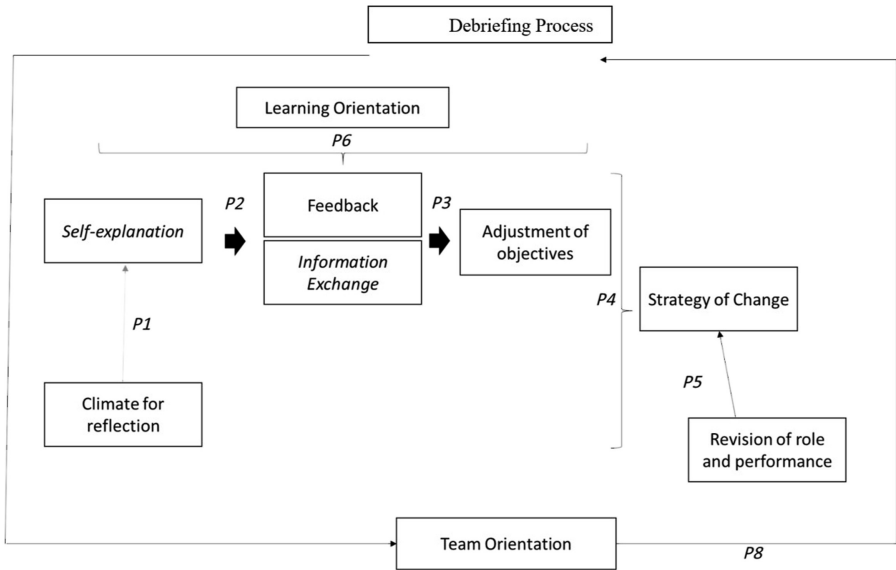 Debriefing Process
Learning Orientation
P6
P2
Feedback
P3
Self-explanation
Adjustment of
objectives
Information
Exchange
P4
Strategy of Change
P1
P5
Climate for
reflection
Revision of role
and performance
Team Orientation
P8